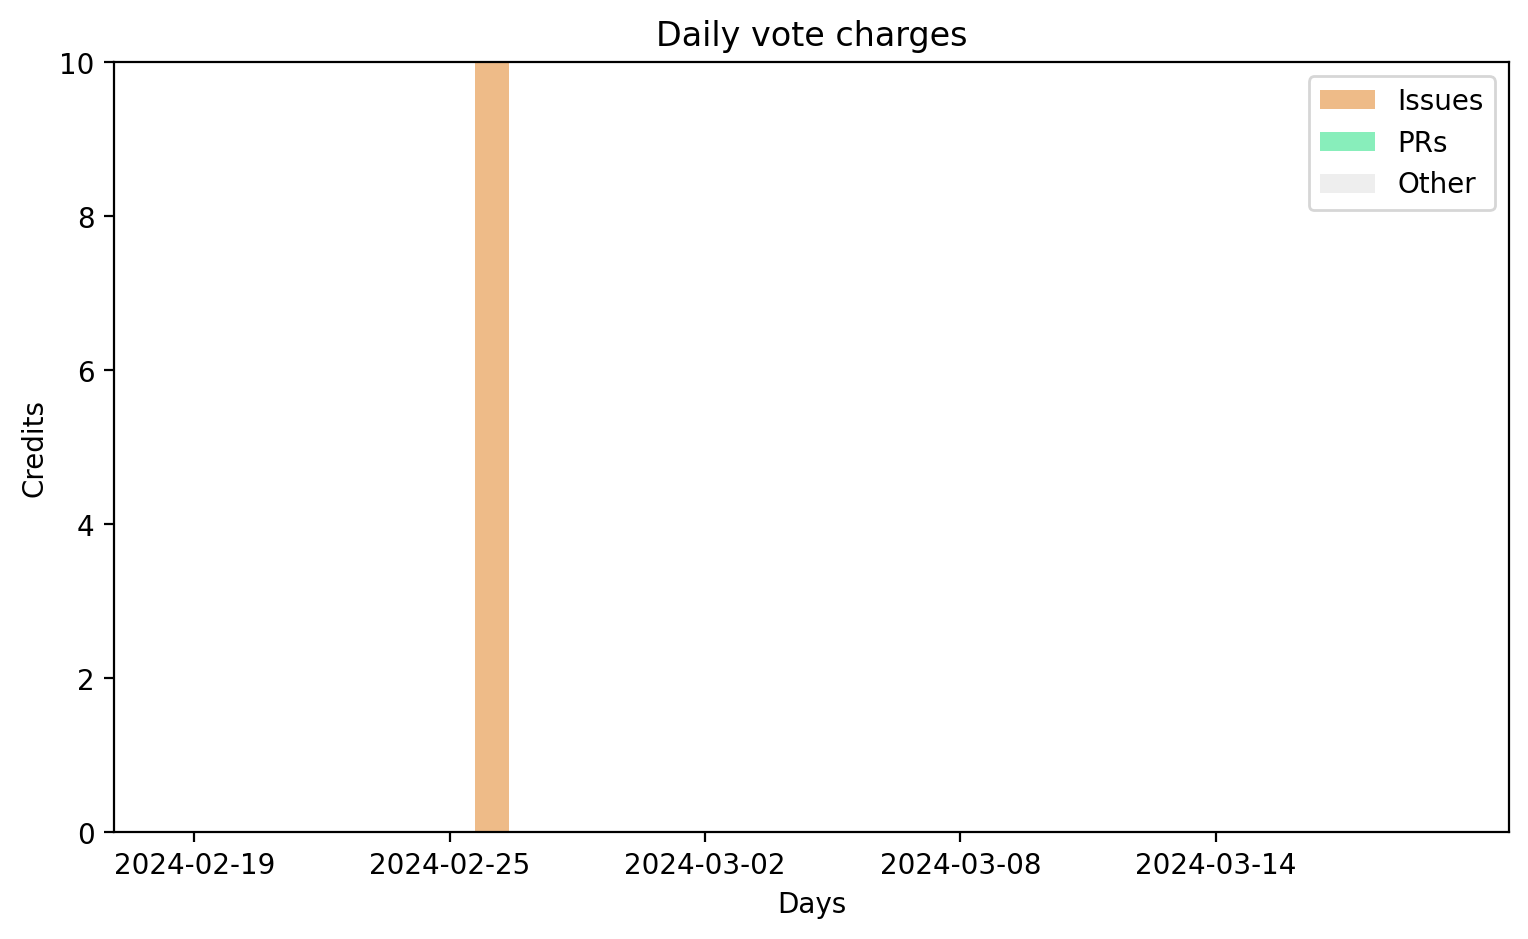 Daily vote charges
10
8
6
4
2
0
Credits
Issues
PRs
Other
2024-02-19
2024-02-25
2024-03-02
2024-03-08
2024-03-14
Days